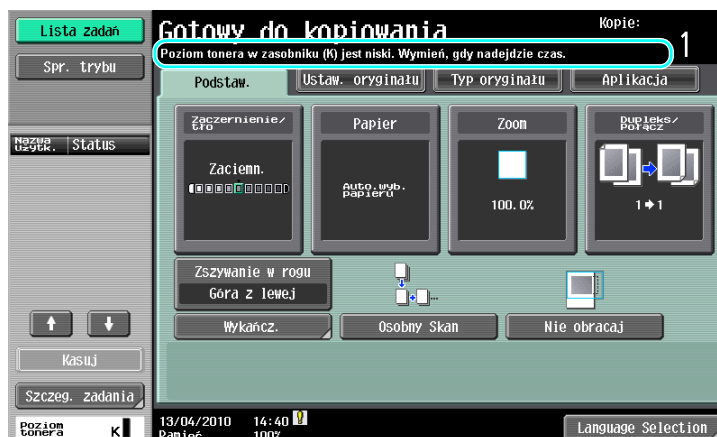 Lista zadań
Gotowy do kopiowania
Kopie:
1
Poziom tonera w zasobniku (K) jest niski. Wymień, gdy nadejdzie czas.
Spr. trybu
Podstaw.
Ustaw. oryginału
Typ oryginału
Aplikacja
Nazwa użytk.
Status
Zaczernienie/
tło
Papier
Zoom
Dupleks/
Połącz
Zaciemn.
Auto.wyb.
papieru
100.0%
1 → 1
Zszywanie w rogu
Góra z lewej
Wykańcz.
Osobny Skan
Nie obracaj
Kasuj
Szczeg. zadania
Poziom
tonera
K
13/04/2010 14:40
Pamięć 100%
Language Selection